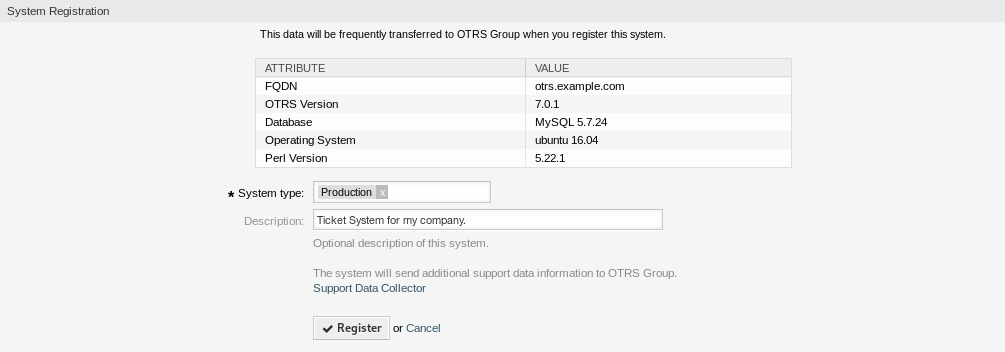 System Registration
This data will be frequently transferred to OTRS Group when you register this system.
ATTRIBUTE VALUE
FQDN otrs.example.com
OTRS Version 7.0.1
Database MySQL 5.7.24
Operating System ubuntu 16.04
Perl Version 5.22.1
* System type: Production x
Description: Ticket System for my company.
Optional description of this system.
The system will send additional support data information to OTRS Group.
Support Data Collector
✔ Register or Cancel